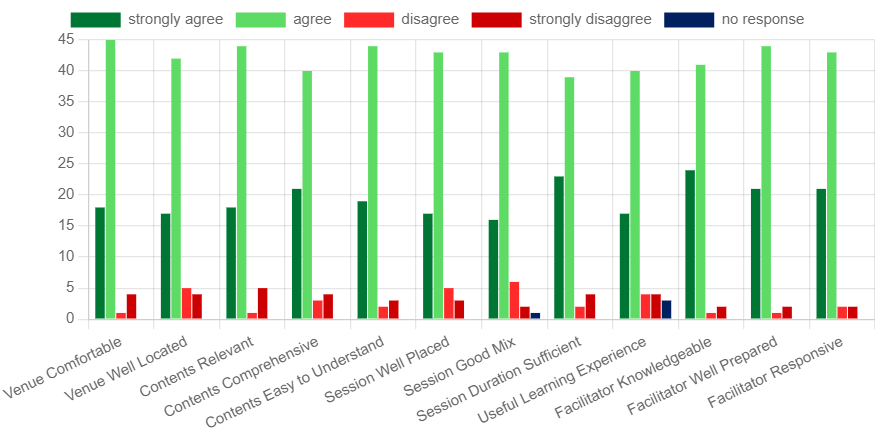 strongly agree agree disagree strongly disaggree no response
45
40
35
30
25
20
15
10
5
0
Venue Comfortable
Venue Well Located
Contents Relevant
Contents Comprehensive
Contents Easy to Understand
Session Well Placed
Session Good Mix
Session Duration Sufficient
Useful Learning Experience
Facilitator Knowledgeable
Facilitator Well Prepared
Facilitator Responsive